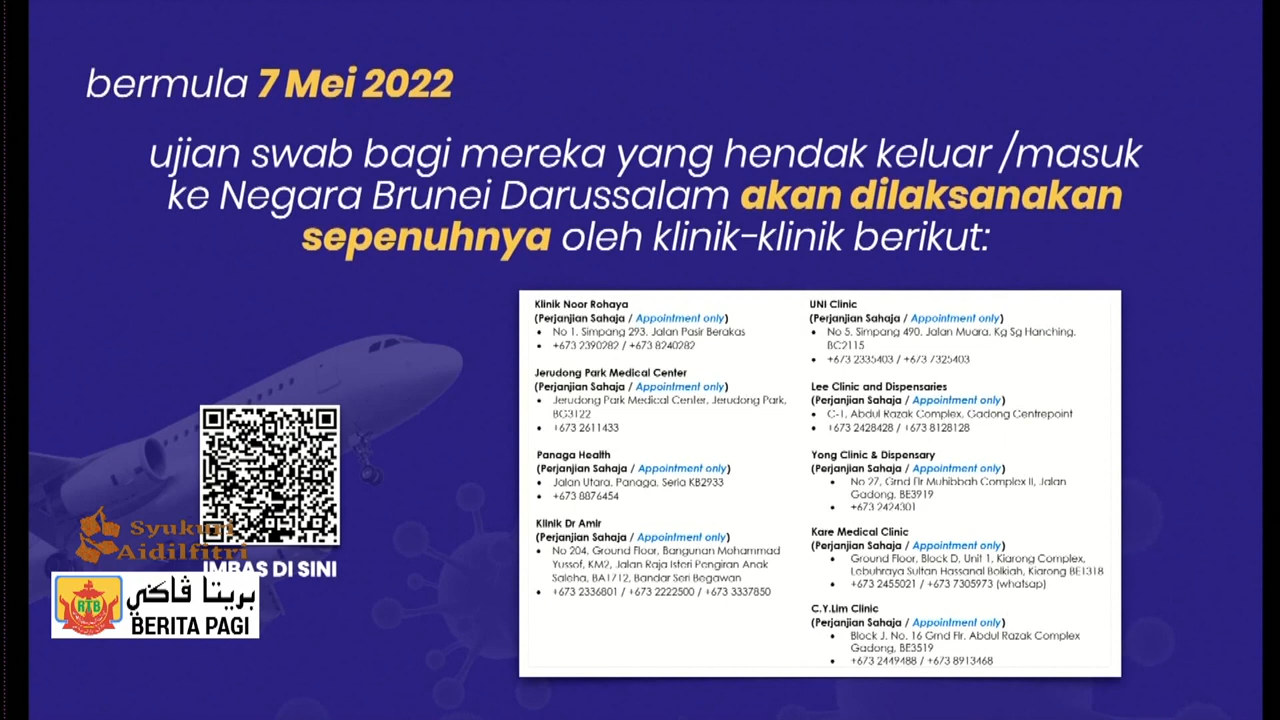 bermula 7 Mei 2022
ujian swab bagi mereka yang hendak keluar /masuk
ke Negara Brunei Darussalam akan dilaksanakan
sepenuhnya oleh klinik-klinik berikut:
Klinik Noor Rohaya
(Perjanjian Sahaja / Appointment only)
• No 1. Simpang 293. Jalan Pasir Berakas
• +673 2390282 / +673 8240282
Jerudong Park Medical Center
(Perjanjian Sahaja / Appointment only)
• Jerudong Park Medical Center, Jerudong Park,
BG3122
• +673 2611433
Panaga Health
(Perjanjian Sahaja / Appointment only)
• Jalan Utara, Panaga, Seria KB2933
• +673 8876454
Klinik Dr Amir
(Perjanjian Sahaja / Appointment only)
• No 204, Ground Floor, Bangunan Mohammad
Yussof, KM2, Jalan Raja Isteri Pengiran Anak
Saleha, BA1712, Bandar Seri Begawan
• +673 2336801 / +673 2222500 / +673 3337850
UNI Clinic
(Perjanjian Sahaja / Appointment only)
• No 5. Simpang 490. Jalan Muara. Kg Sg Hanching.
BC2115
• +673 2335403 / +673 7325403
Lee Clinic and Dispensaries
(Perjanjian Sahaja / Appointment only)
• C-1, Abdul Razak Complex, Gadong Centrepoint
• +673 2428428 / +673 8128128
Yong Clinic & Dispensary
(Perjanjian Sahaja / Appointment only)
• No 27, Grnd Flr Muhibbah Complex II, Jalan
Gadong, BE3919
• +673 2424301
Kare Medical Clinic
(Perjanjian Sahaja / Appointment only)
• Ground Floor, Block D, Unit 1, Kiarong Complex,
Lebuhraya Sultan Hassanal Bolkiah, Kiarong BE1318
• +673 2455021 / +673 7305973 (whatsap)
C.Y.Lim Clinic
(Perjanjian Sahaja / Appointment only)
• Block J. No. 16 Grnd Flr. Abdul Razak Complex
Gadong, BE3519
• +673 2449488 / +673 8913468
Syukuri
Aidilfitri
IMBAS DI SINI
RTB
بريتا ڤاݢي
BERITA PAGI